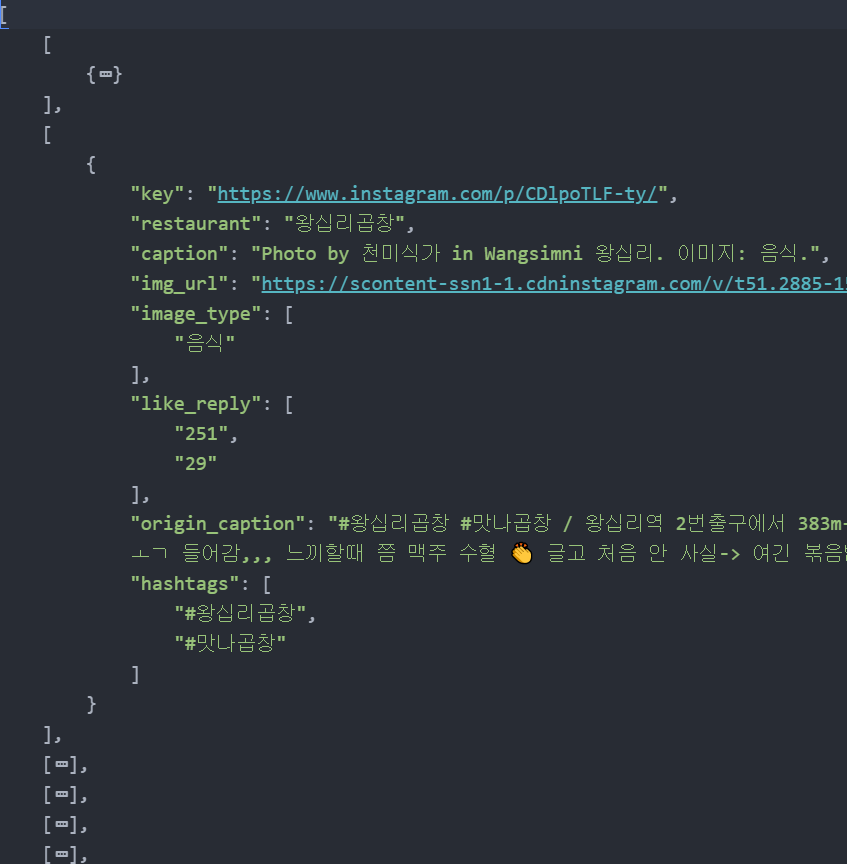 [
[
{⋯}
],
[
{
"key": "https://www.instagram.com/p/CDlpoTLF-ty/",
"restaurant": "왕십리곱창",
"caption": "Photo by 천미식가 in Wangsimni 왕십리. 이미지: 음식.",
"img_url": "https://scontent-ssn1-1.cdninstagram.com/v/t51.2885-15
"image_type": [
"음식"
],
"like_reply": [
"251",
"29"
],
"origin_caption": "#왕십리곱창 #맛나곱창 / 왕십리역 2번출구에서 383m-
ㅗㄱ 들어감,,, 느끼할때 쯤 맥주 수혈 👏 글고 처음 안 사실-> 여긴 볶음
"hashtags": [
"#왕십리곱창",
"#맛나곱창"
]
}
],
[⋯],
[⋯],
[⋯],
[⋯],